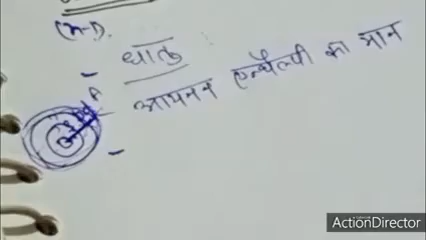 धातु
आयनन एन्थैल्पी का मान
ActionDirector